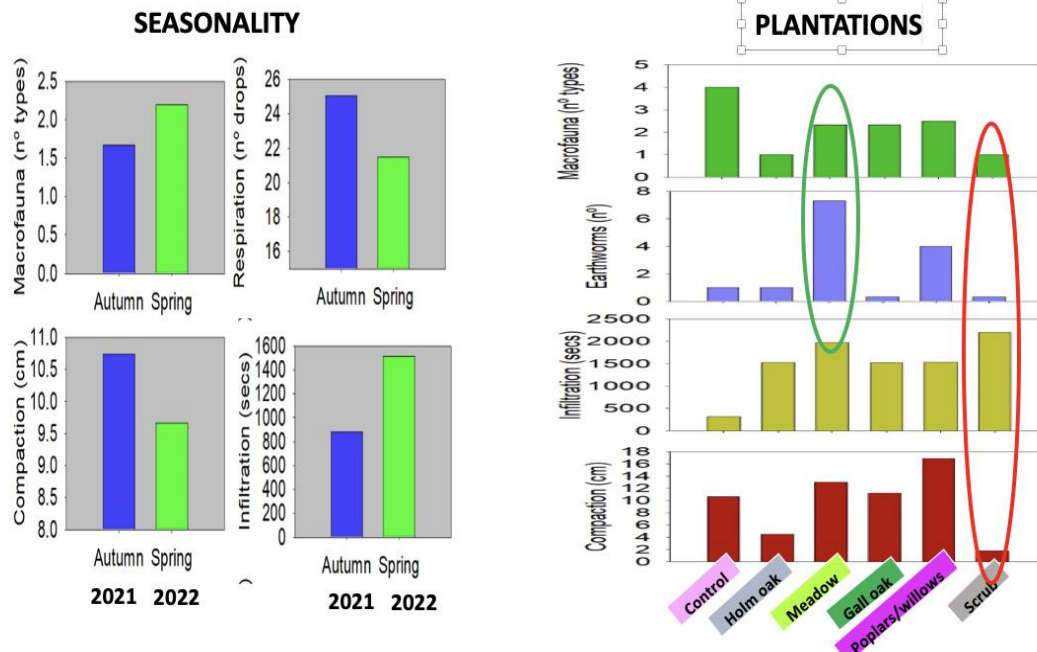 SEASONALITY
Macrofauna (nº types)
2.5
2.0
1.5
1.0
0.5
0.0
Autumn Spring
Respiration (nº drops)
26
24
22
20
18
16
Autumn Spring
Compaction (cm)
11.0
10.5
10.0
9.5
9.0
8.5
8.0
Autumn Spring
2021 2022
Infiltration (secs)
1600
1400
1200
1000
800
600
400
200
0
Autumn Spring
2021 2022
PLANTATIONS
Macrofauna (nº types)
5
4
3
2
1
0
Earthworms (nº)
8
6
4
2
0
Infiltration (secs)
2500
2000
1500
1000
500
0
Compaction (cm)
18
16
14
12
10
8
6
4
2
0
Control
Holm oak
Meadow
Gall oak
Poplars/willows
Scrub